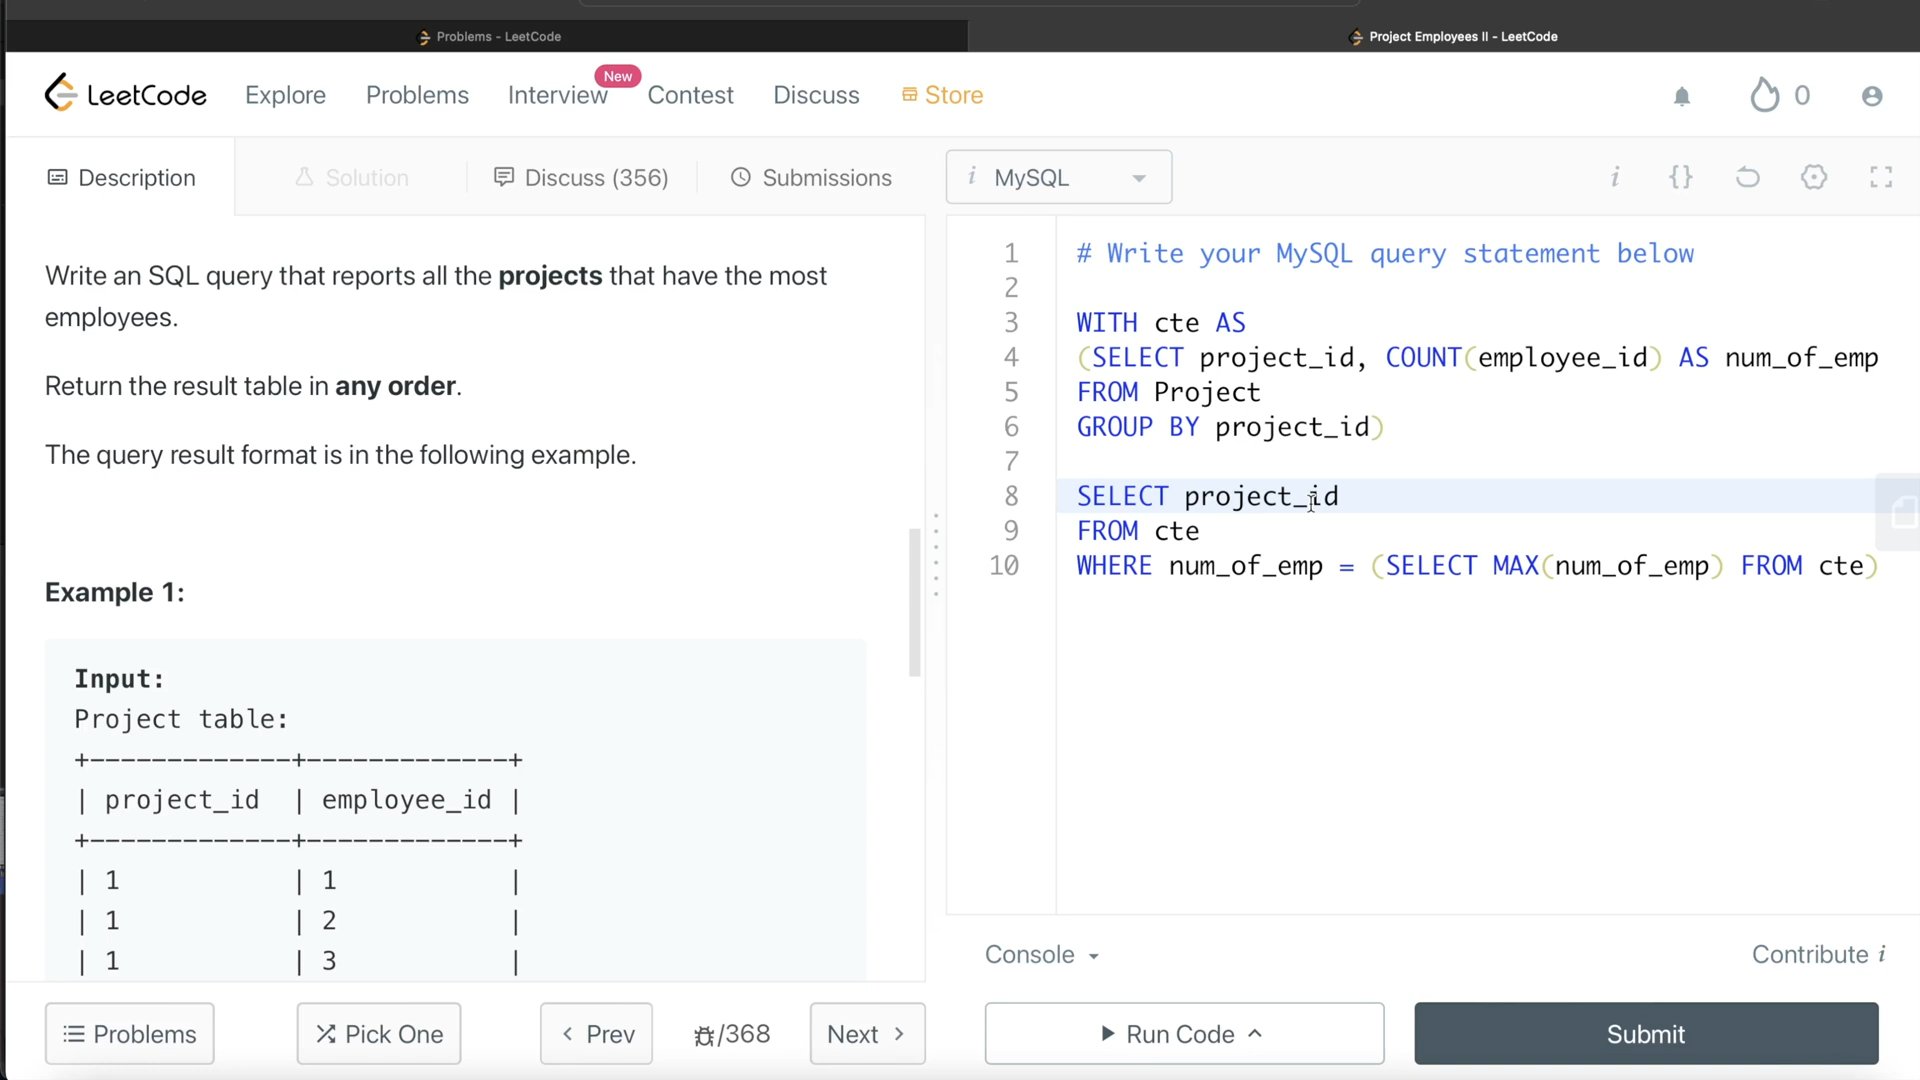 Problems - LeetCode
Project Employees II - LeetCode
LeetCode
Explore
Problems
Interview
New
Contest
Discuss
Store
0
Description
Solution
Discuss (356)
Submissions
i MySQL
i {}
Write an SQL query that reports all the projects that have the most
employees.
Return the result table in any order.
The query result format is in the following example.
Example 1:
Input:
Project table:
+-------------+-------------+
| project_id  | employee_id |
+-------------+-------------+
| 1           | 1           |
| 1           | 2           |
| 1           | 3           |
1 # Write your MySQL query statement below
2
3 WITH cte AS
4 (SELECT project_id, COUNT(employee_id) AS num_of_emp
5 FROM Project
6 GROUP BY project_id)
7
8 SELECT project_id
9 FROM cte
10 WHERE num_of_emp = (SELECT MAX(num_of_emp) FROM cte)
Console
Contribute i
Problems
Pick One
Prev
/368
Next
Run Code
Submit